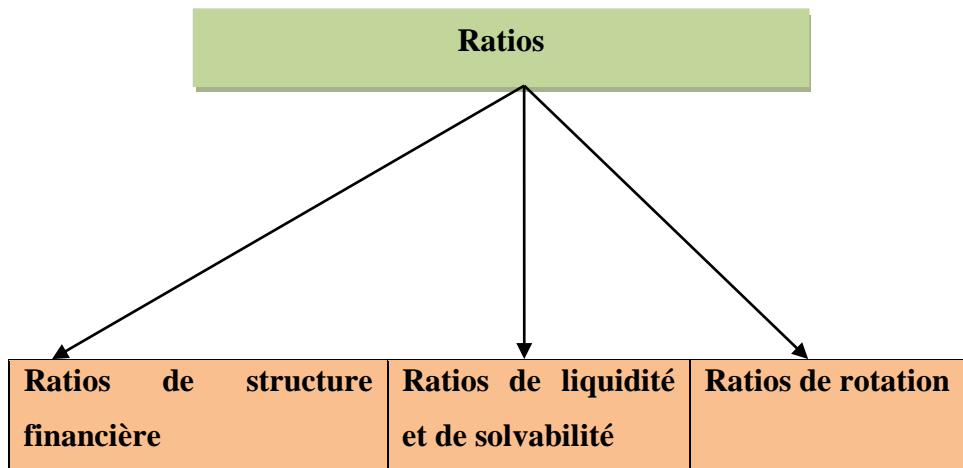 Ratios
Ratios de structure
financière
Ratios de liquidité
et de solvabilité
Ratios de rotation